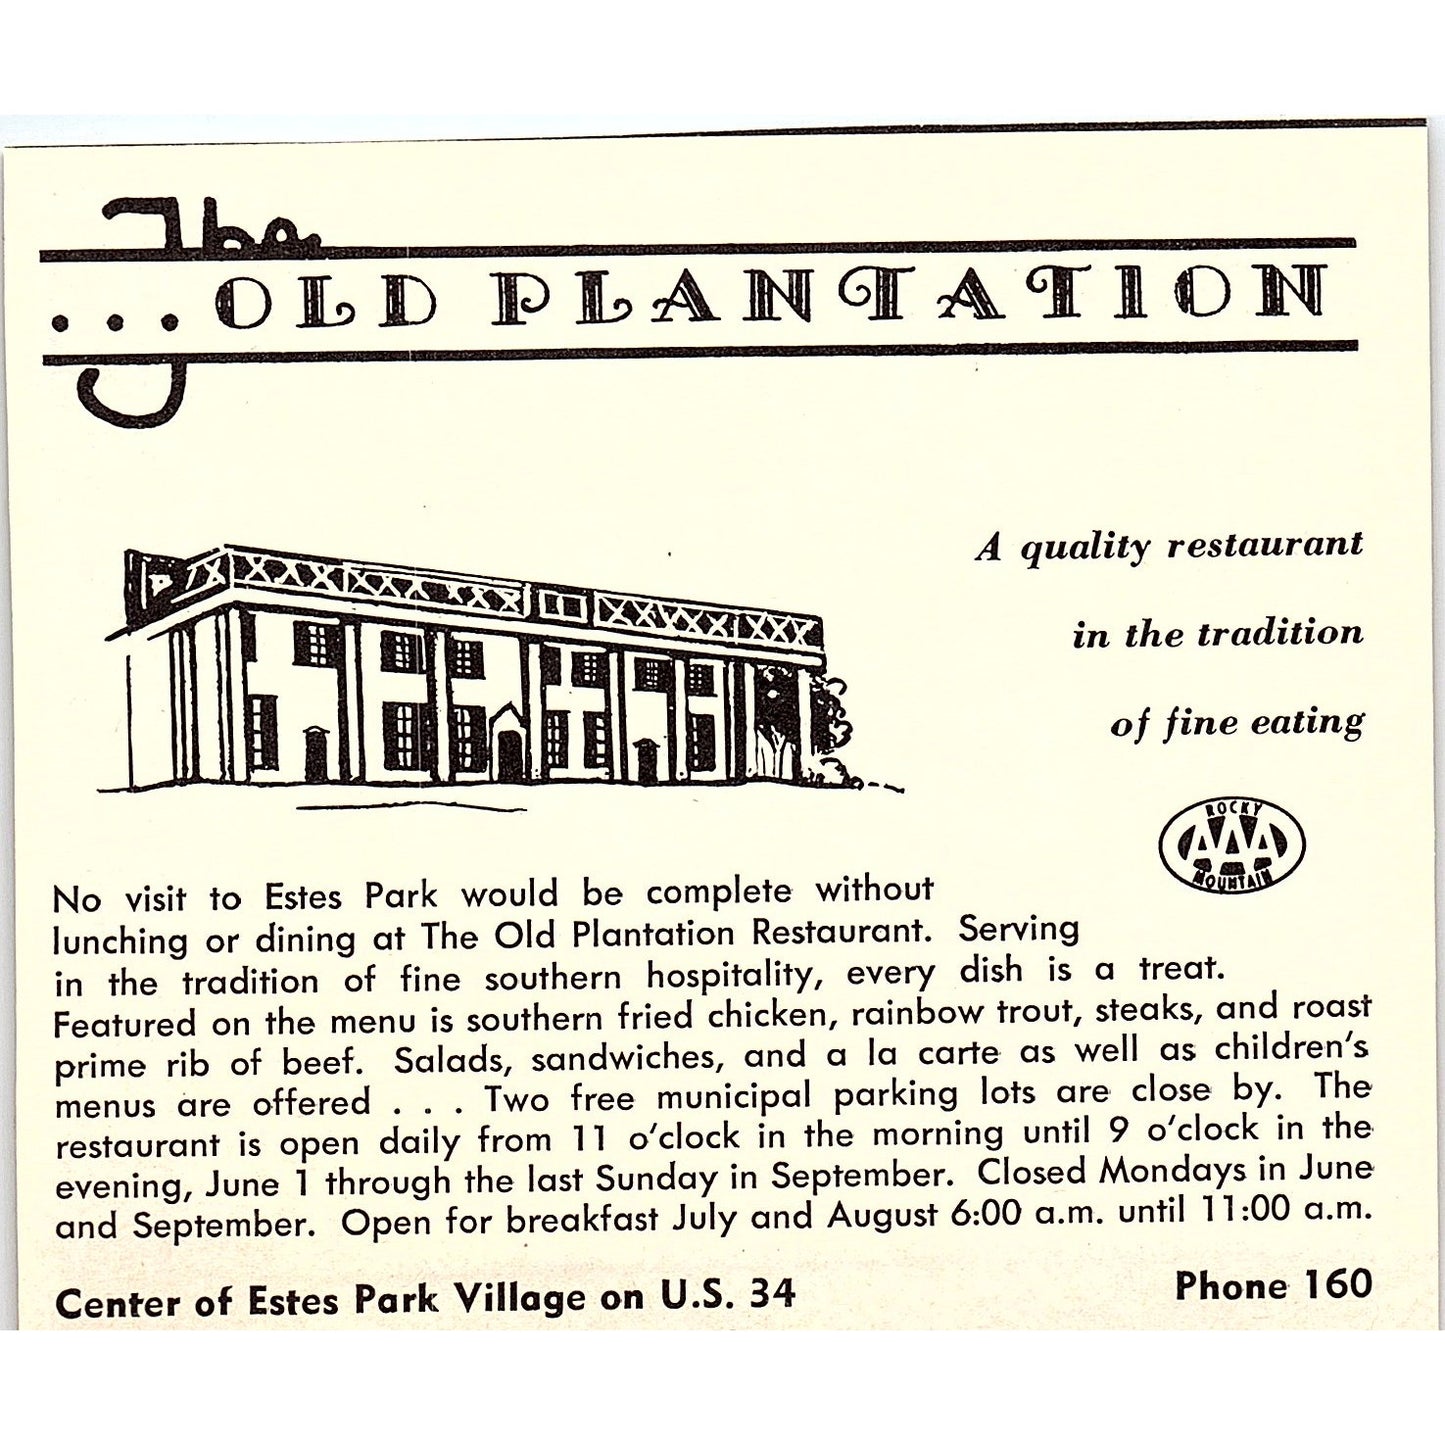 The
...OLD PLANTATION
A quality restaurant
in the tradition
of fine eating
ROCKY
AAA
MOUNTAIN
No visit to Estes Park would be complete without
lunching or dining at The Old Plantation Restaurant. Serving
in the tradition of fine southern hospitality, every dish is a treat.
Featured on the menu is southern fried chicken, rainbow trout, steaks, and roast
prime rib of beef. Salads, sandwiches, and a la carte as well as children's
menus are offered . . . Two free municipal parking lots are close by. The
restaurant is open daily from 11 o'clock in the morning until 9 o'clock in the
evening, June 1 through the last Sunday in September. Closed Mondays in June
and September. Open for breakfast July and August 6:00 a.m. until 11:00 a.m.
Center of Estes Park Village on U.S. 34
Phone 160